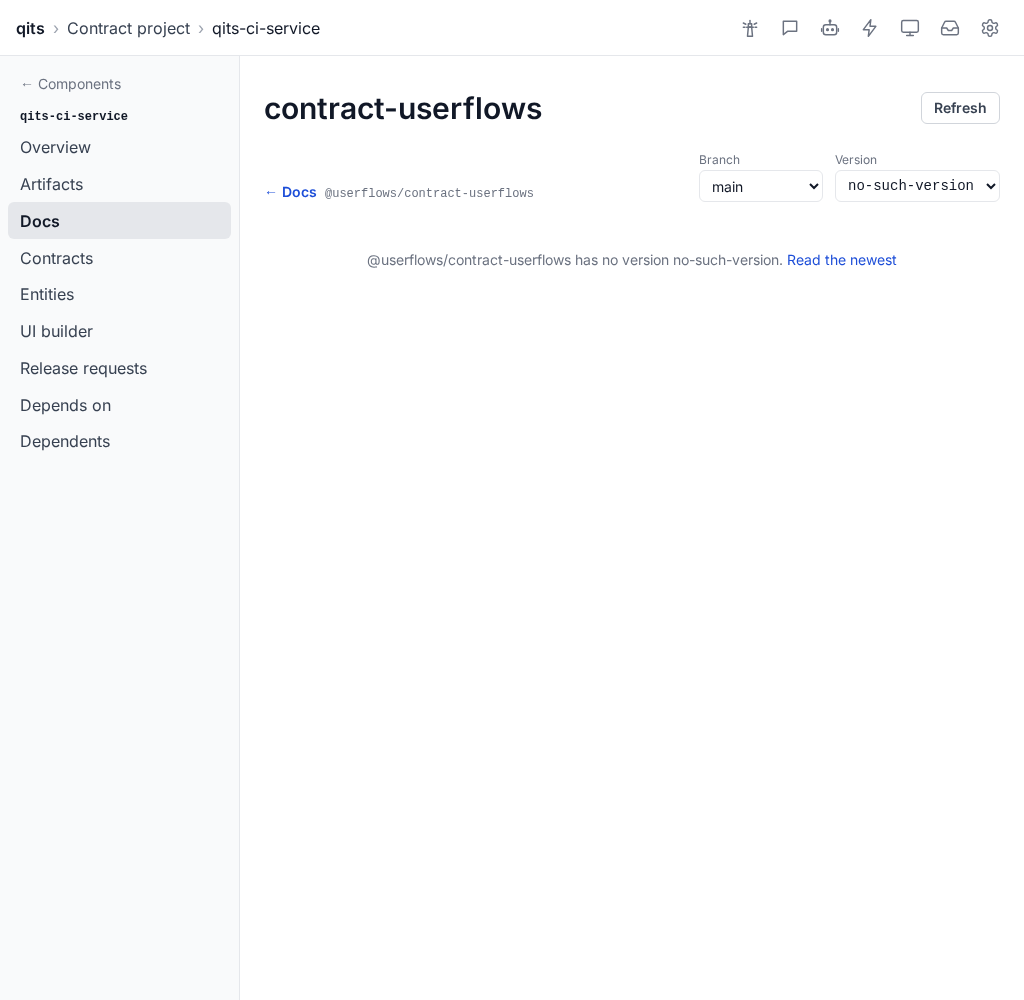 qits › Contract project › qits-ci-service
← Components
qits-ci-service
Overview
Artifacts
Docs
Contracts
Entities
UI builder
Release requests
Depends on
Dependents
contract-userflows
Refresh
← Docs @userflows/contract-userflows
Branch
main
Version
no-such-version
@userflows/contract-userflows has no version no-such-version. Read the newest